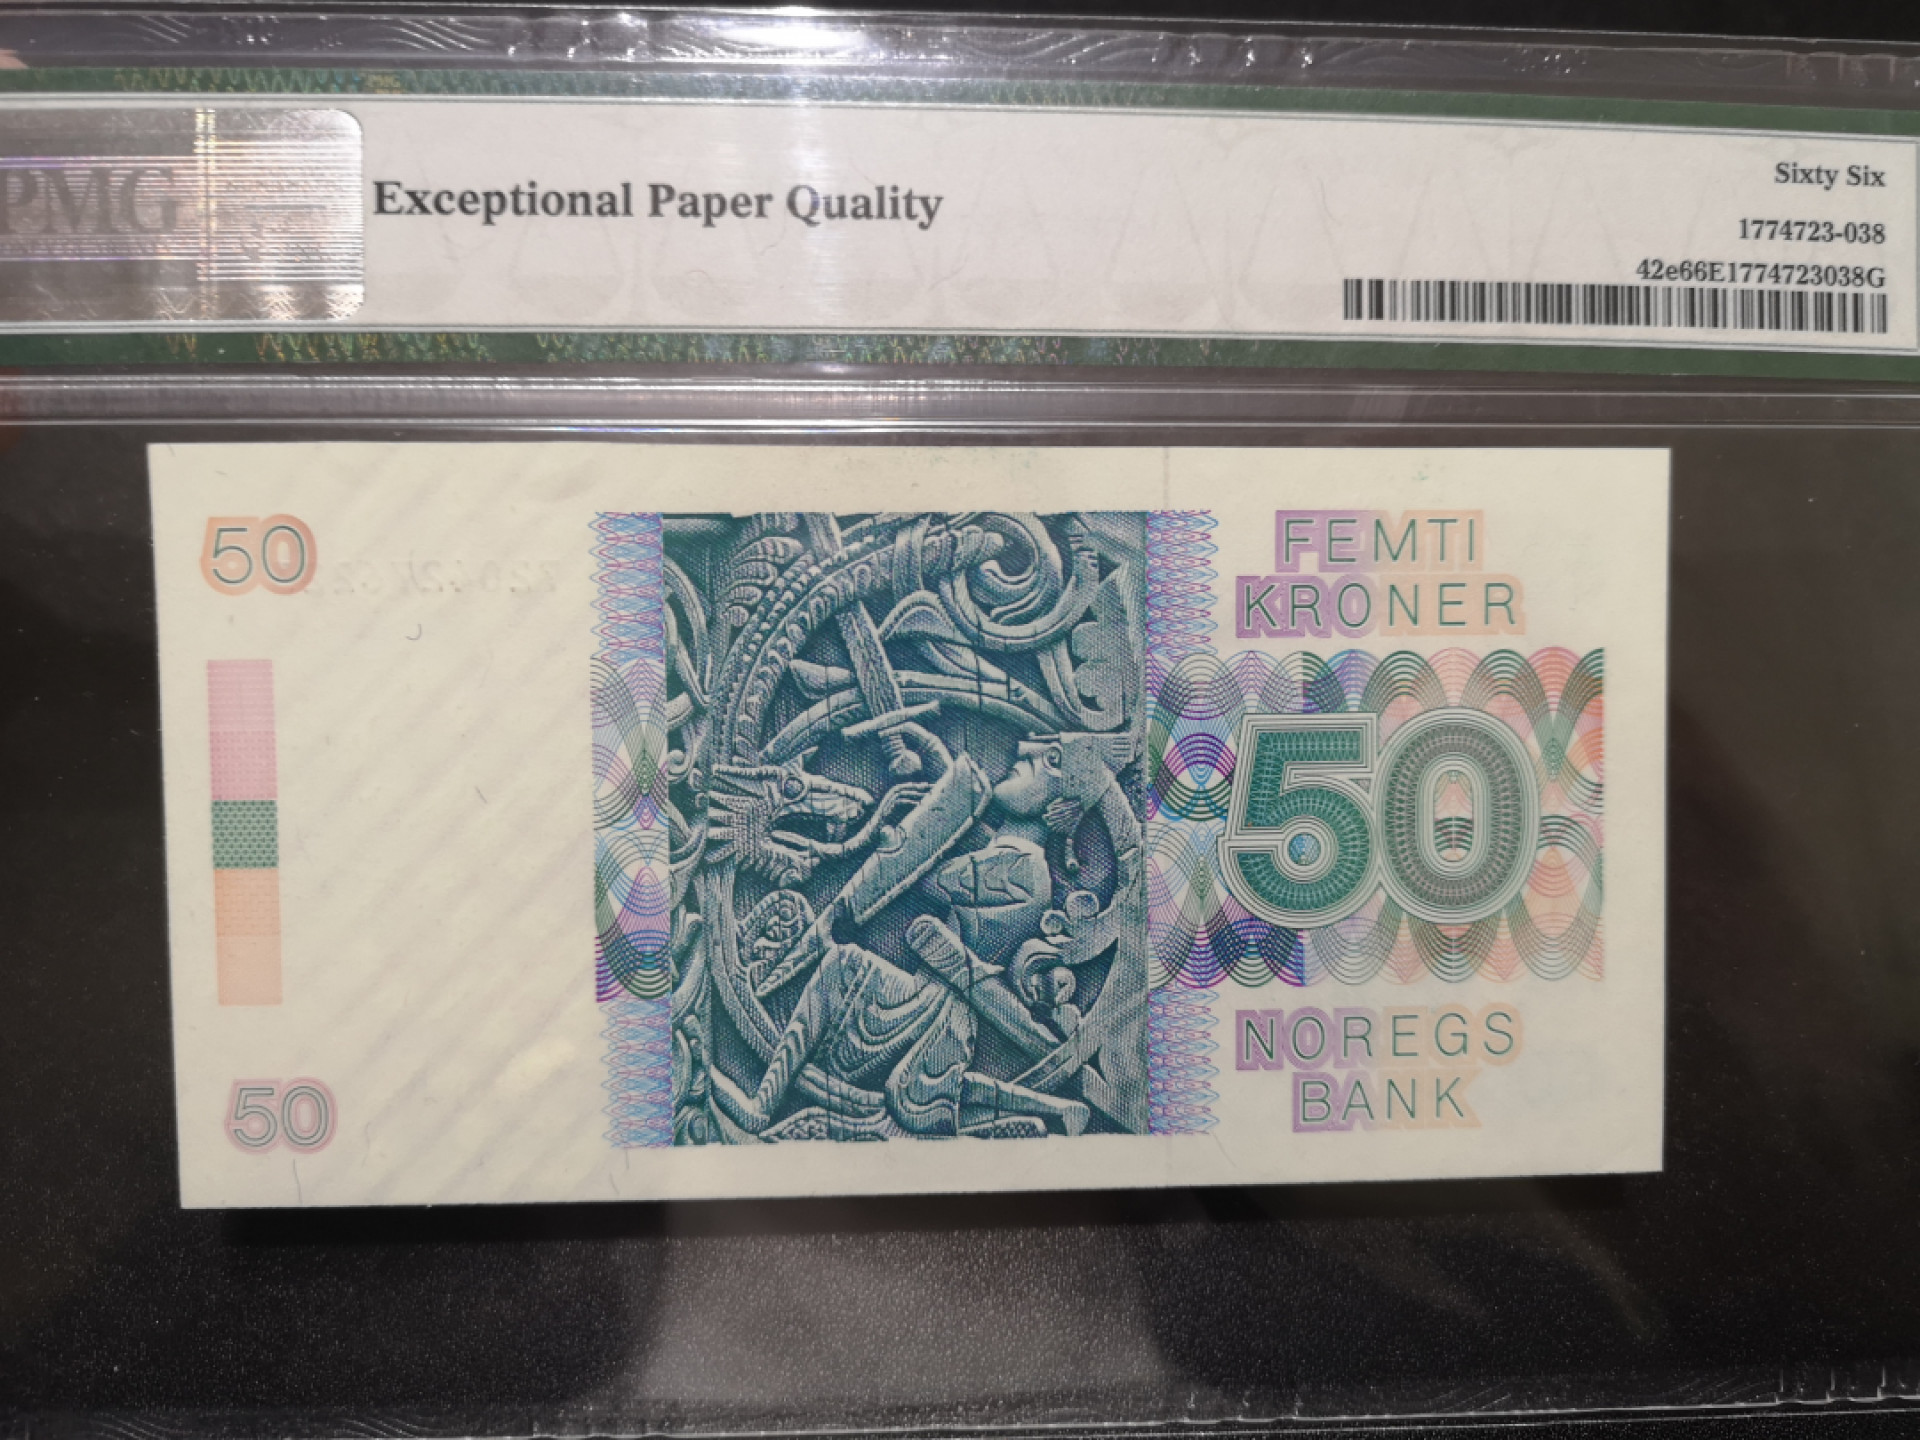 PMG
Exceptional Paper Quality
Sixty Six
1774723-038
42e66E1774723038G
50
FEMTI
KRONER
50
NOREGS
BANK
50